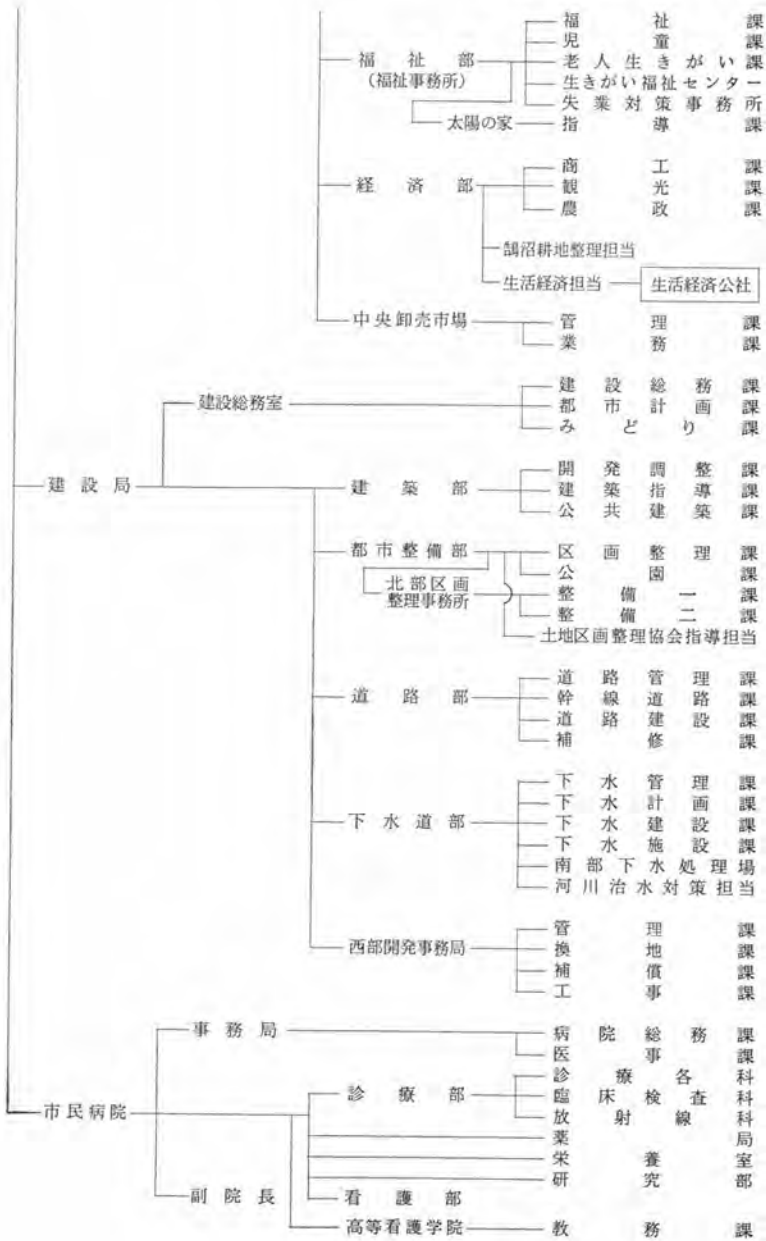 福祉課
児童課
福祉部 老人生きがい課
(福祉事務所) 生きがい福祉センター
失業対策事務所
太陽の家 指導課
商工課
経済部 観光課
農政課
鵠沼耕地整理担当
生活経済担当 生活経済公社
中央卸売市場 管理課
業務課
建設総務課
建設総務室 都市計画課
みどり課
開発調整課
建設局 建築部 建築指導課
公共建築課
都市整備部 区画整理課
公園課
北部区画整理事務所 整備一課
整備二課
土地区画整理協会指導担当
道路管理課
道路部 幹線道路課
道路建設課
補修課
下水管理課
下水計画課
下水道部 下水建設課
下水施設課
南部下水処理場
河川治水対策担当
管理課
西部開発事務局 換地課
補償課
工事課
事務局 病院総務課
医事課
診療各科
市民病院 診療部 臨床検査科
放射線科
薬局
栄養室
研究部
副院長 看護部
高等看護学院 教務課